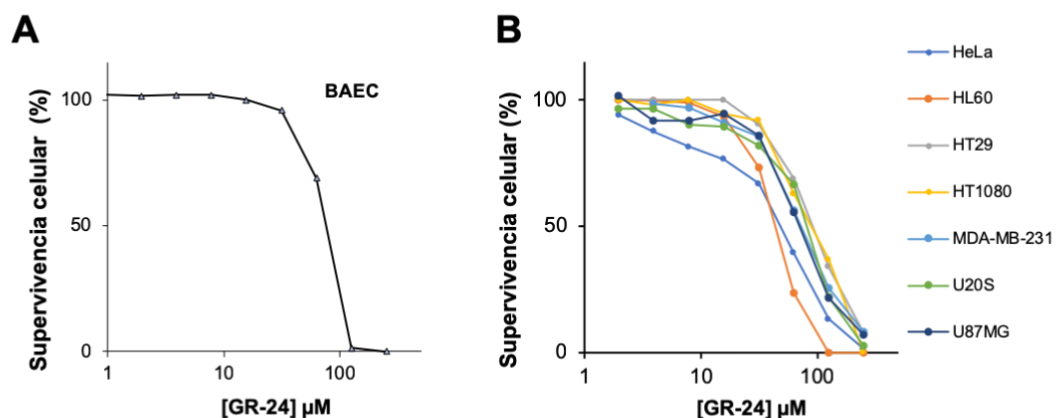 A
Supervivencia celular (%)
100
50
0
BAEC
1
10
100
[GR-24] µM
B
Supervivencia celular (%)
100
50
0
1
10
100
[GR-24] µM
HeLa
HL60
HT29
HT1080
MDA-MB-231
U20S
U87MG